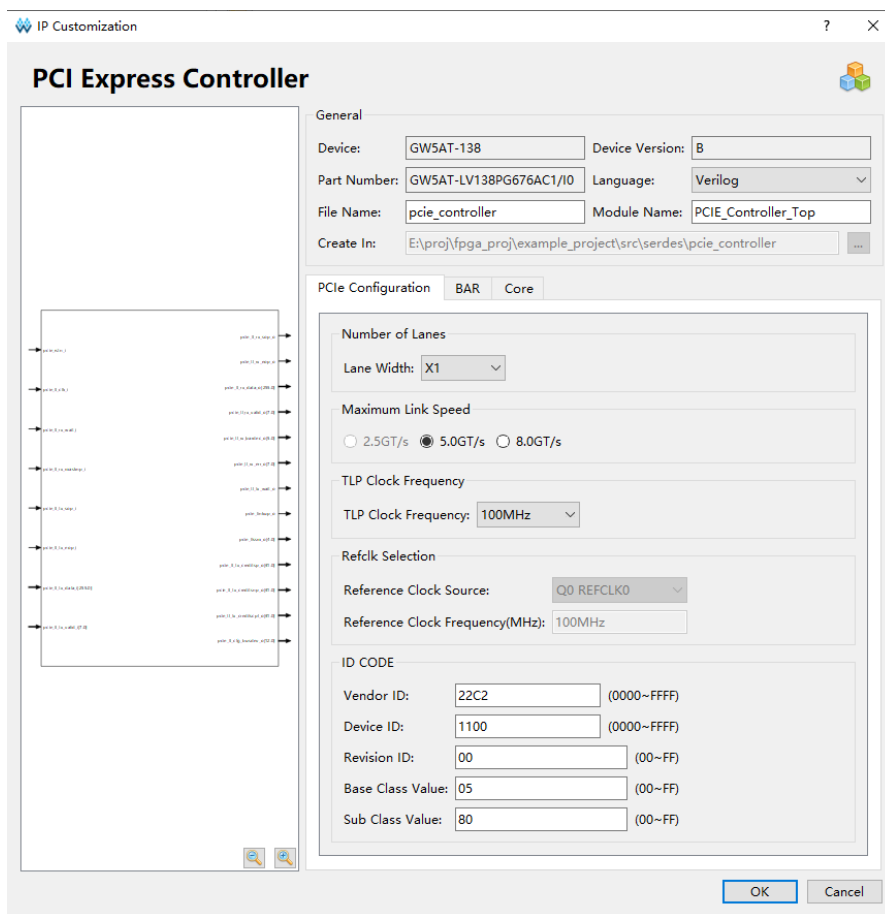 IP Customization
PCI Express Controller
General
Device: GW5AT-138 Device Version: B
Part Number: GW5AT-LV138PG676AC1/I0 Language: Verilog
File Name: pcie_controller Module Name: PCIE_Controller_Top
Create In: E:\proj\fpga_proj\example_project\src\serdes\pcie_controller ...
PCIe Configuration BAR Core
Number of Lanes
Lane Width: X1
Maximum Link Speed
2.5GT/s 5.0GT/s 8.0GT/s
TLP Clock Frequency
TLP Clock Frequency: 100MHz
Refclk Selection
Reference Clock Source: Q0 REFCLK0
Reference Clock Frequency(MHz): 100MHz
ID CODE
Vendor ID: 22C2 (0000~FFFF)
Device ID: 1100 (0000~FFFF)
Revision ID: 00 (00~FF)
Base Class Value: 05 (00~FF)
Sub Class Value: 80 (00~FF)
OK Cancel